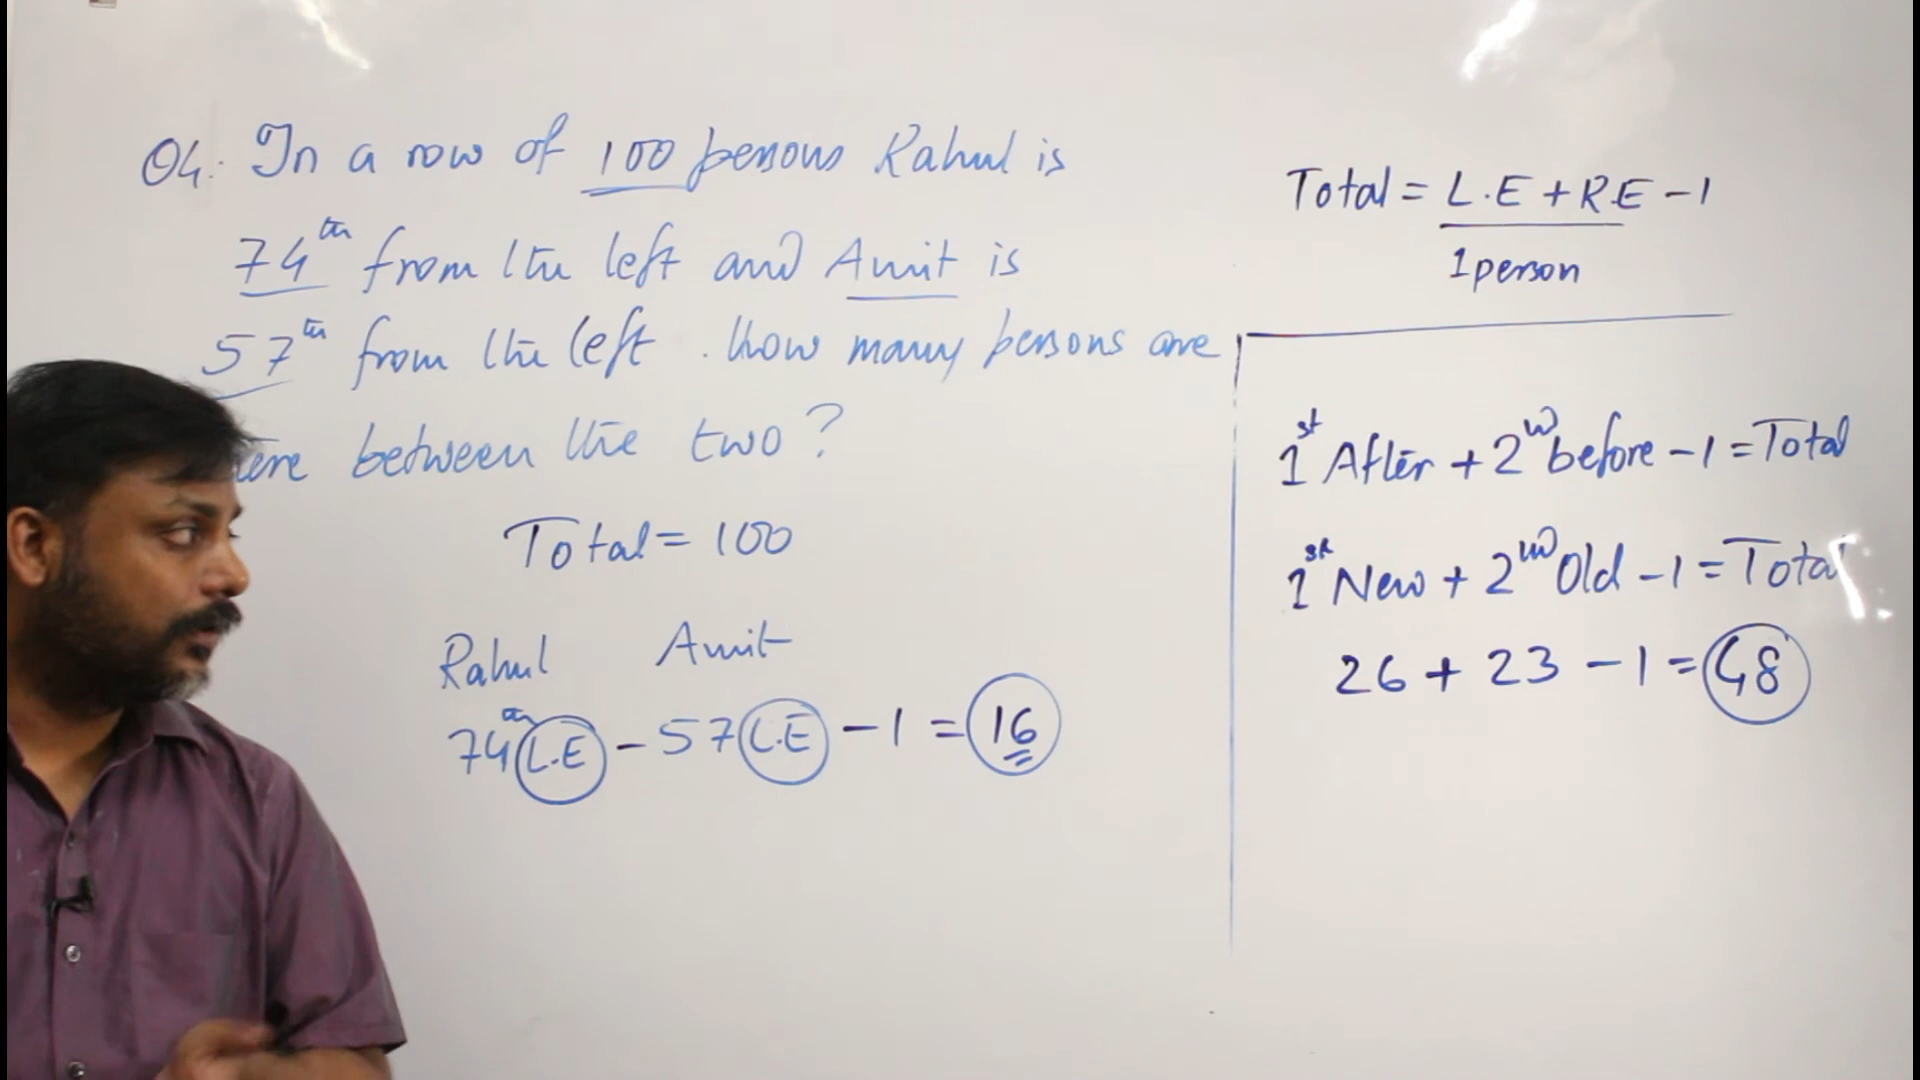 Q4. In a row of 100 persons Rahul is
74th from the left and Amit is
57th from the left. How many persons are
between the two?
Total = 100
Rahul Amit
74th L.E - 57 L.E - 1 = 16
Total = L.E + R.E - 1
1 person
1st After + 2nd before - 1 = Total
1st New + 2nd Old - 1 = Total
26 + 23 - 1 = 48